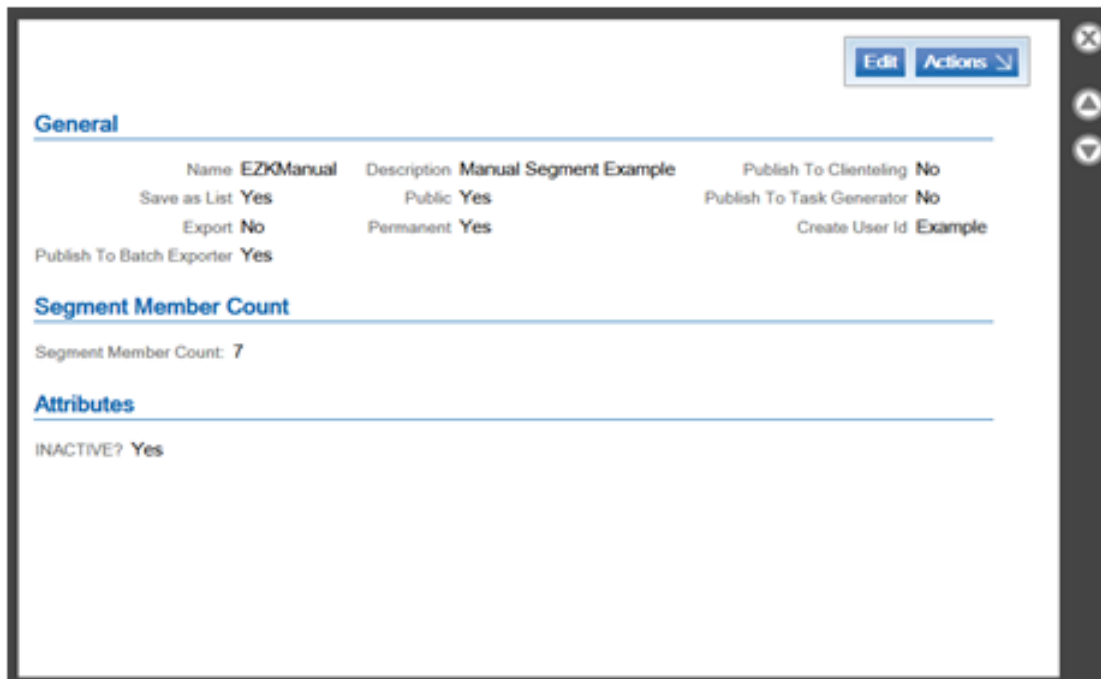 Edit Actions
General
Name EZKManual Description Manual Segment Example Publish To Clienteling No
Save as List Yes Public Yes Publish To Task Generator No
Export No Permanent Yes Create User Id Example
Publish To Batch Exporter Yes
Segment Member Count
Segment Member Count: 7
Attributes
INACTIVE? Yes